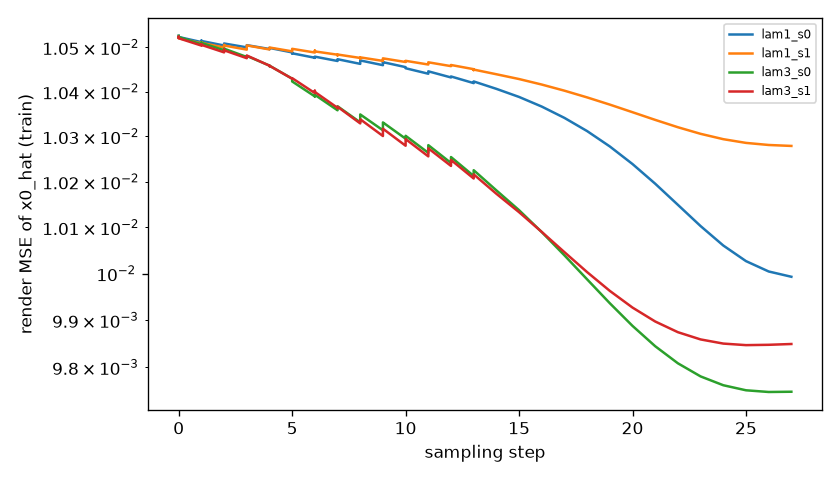 1.05 × 10⁻²
1.04 × 10⁻²
1.03 × 10⁻²
1.02 × 10⁻²
1.01 × 10⁻²
10⁻²
9.9 × 10⁻³
9.8 × 10⁻³
render MSE of x0_hat (train)
lam1_s0
lam1_s1
lam3_s0
lam3_s1
0 5 10 15 20 25
sampling step